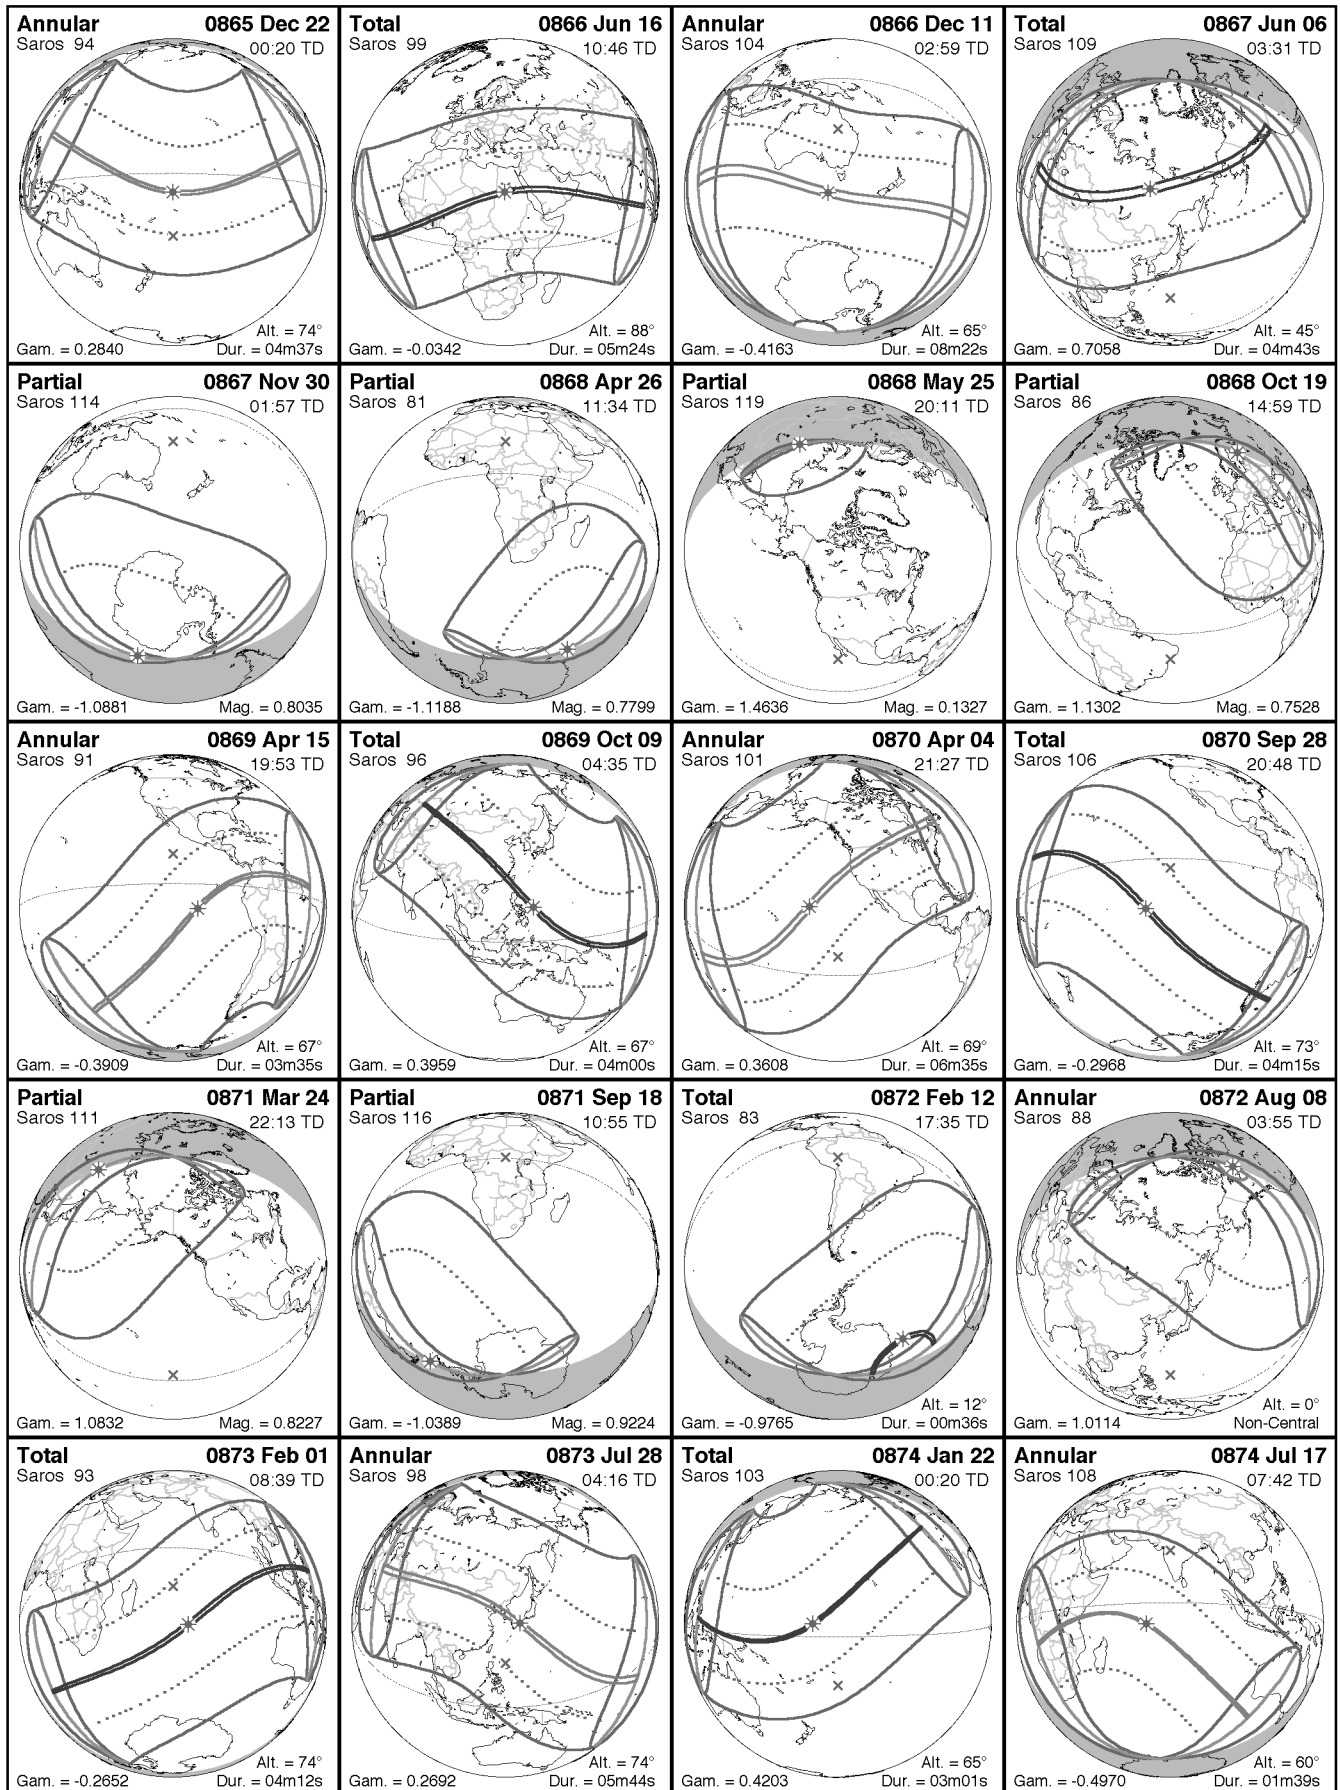 Annular 0865 Dec 22
Saros 94 00:20 TD
Alt. = 74°
Gam. = 0.2840 Dur. = 04m37s
Total 0866 Jun 16
Saros 99 10:46 TD
Alt. = 88°
Gam. = -0.0342 Dur. = 05m24s
Annular 0866 Dec 11
Saros 104 02:59 TD
Alt. = 65°
Gam. = -0.4163 Dur. = 08m22s
Total 0867 Jun 06
Saros 109 03:31 TD
Alt. = 45°
Gam. = 0.7058 Dur. = 04m43s
Partial 0867 Nov 30
Saros 114 01:57 TD
Gam. = -1.0881 Mag. = 0.8035
Partial 0868 Apr 26
Saros 81 11:34 TD
Gam. = -1.1188 Mag. = 0.7799
Partial 0868 May 25
Saros 119 20:11 TD
Gam. = 1.4636 Mag. = 0.1327
Partial 0868 Oct 19
Saros 86 14:59 TD
Gam. = 1.1302 Mag. = 0.7528
Annular 0869 Apr 15
Saros 91 19:53 TD
Alt. = 67°
Gam. = -0.3909 Dur. = 03m35s
Total 0869 Oct 09
Saros 96 04:35 TD
Alt. = 67°
Gam. = 0.3959 Dur. = 04m00s
Annular 0870 Apr 04
Saros 101 21:27 TD
Alt. = 69°
Gam. = 0.3608 Dur. = 06m35s
Total 0870 Sep 28
Saros 106 20:48 TD
Alt. = 73°
Gam. = -0.2968 Dur. = 04m15s
Partial 0871 Mar 24
Saros 111 22:13 TD
Gam. = 1.0832 Mag. = 0.8227
Partial 0871 Sep 18
Saros 116 10:55 TD
Gam. = -1.0389 Mag. = 0.9224
Total 0872 Feb 12
Saros 83 17:35 TD
Alt. = 12°
Gam. = -0.9765 Dur. = 00m36s
Annular 0872 Aug 08
Saros 88 03:55 TD
Alt. = 0°
Gam. = 1.0114 Non-Central
Total 0873 Feb 01
Saros 93 08:39 TD
Alt. = 74°
Gam. = -0.2652 Dur. = 04m12s
Annular 0873 Jul 28
Saros 98 04:16 TD
Alt. = 74°
Gam. = 0.2692 Dur. = 05m44s
Total 0874 Jan 22
Saros 103 00:20 TD
Alt. = 65°
Gam. = 0.4203 Dur. = 03m01s
Annular 0874 Jul 17
Saros 108 07:42 TD
Alt. = 60°
Gam. = -0.4970 Dur. = 01m39s